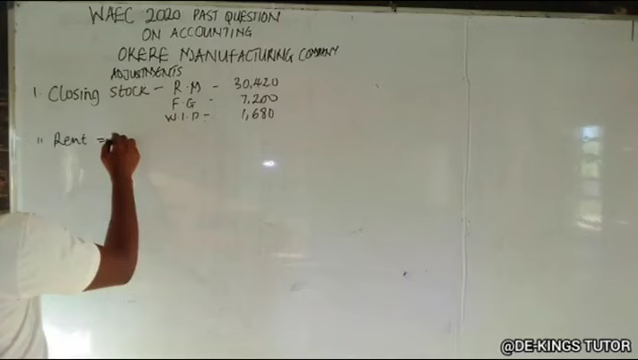 WAEC 2020 PAST QUESTION
ON ACCOUNTING
OKERE MANUFACTURING COMPANY
ADJUSTMENTS
1. Closing stock - R.M - 30,420
F.G - 7,200
W.I.P - 1,680
" Rent =
@DE-KINGS TUTOR